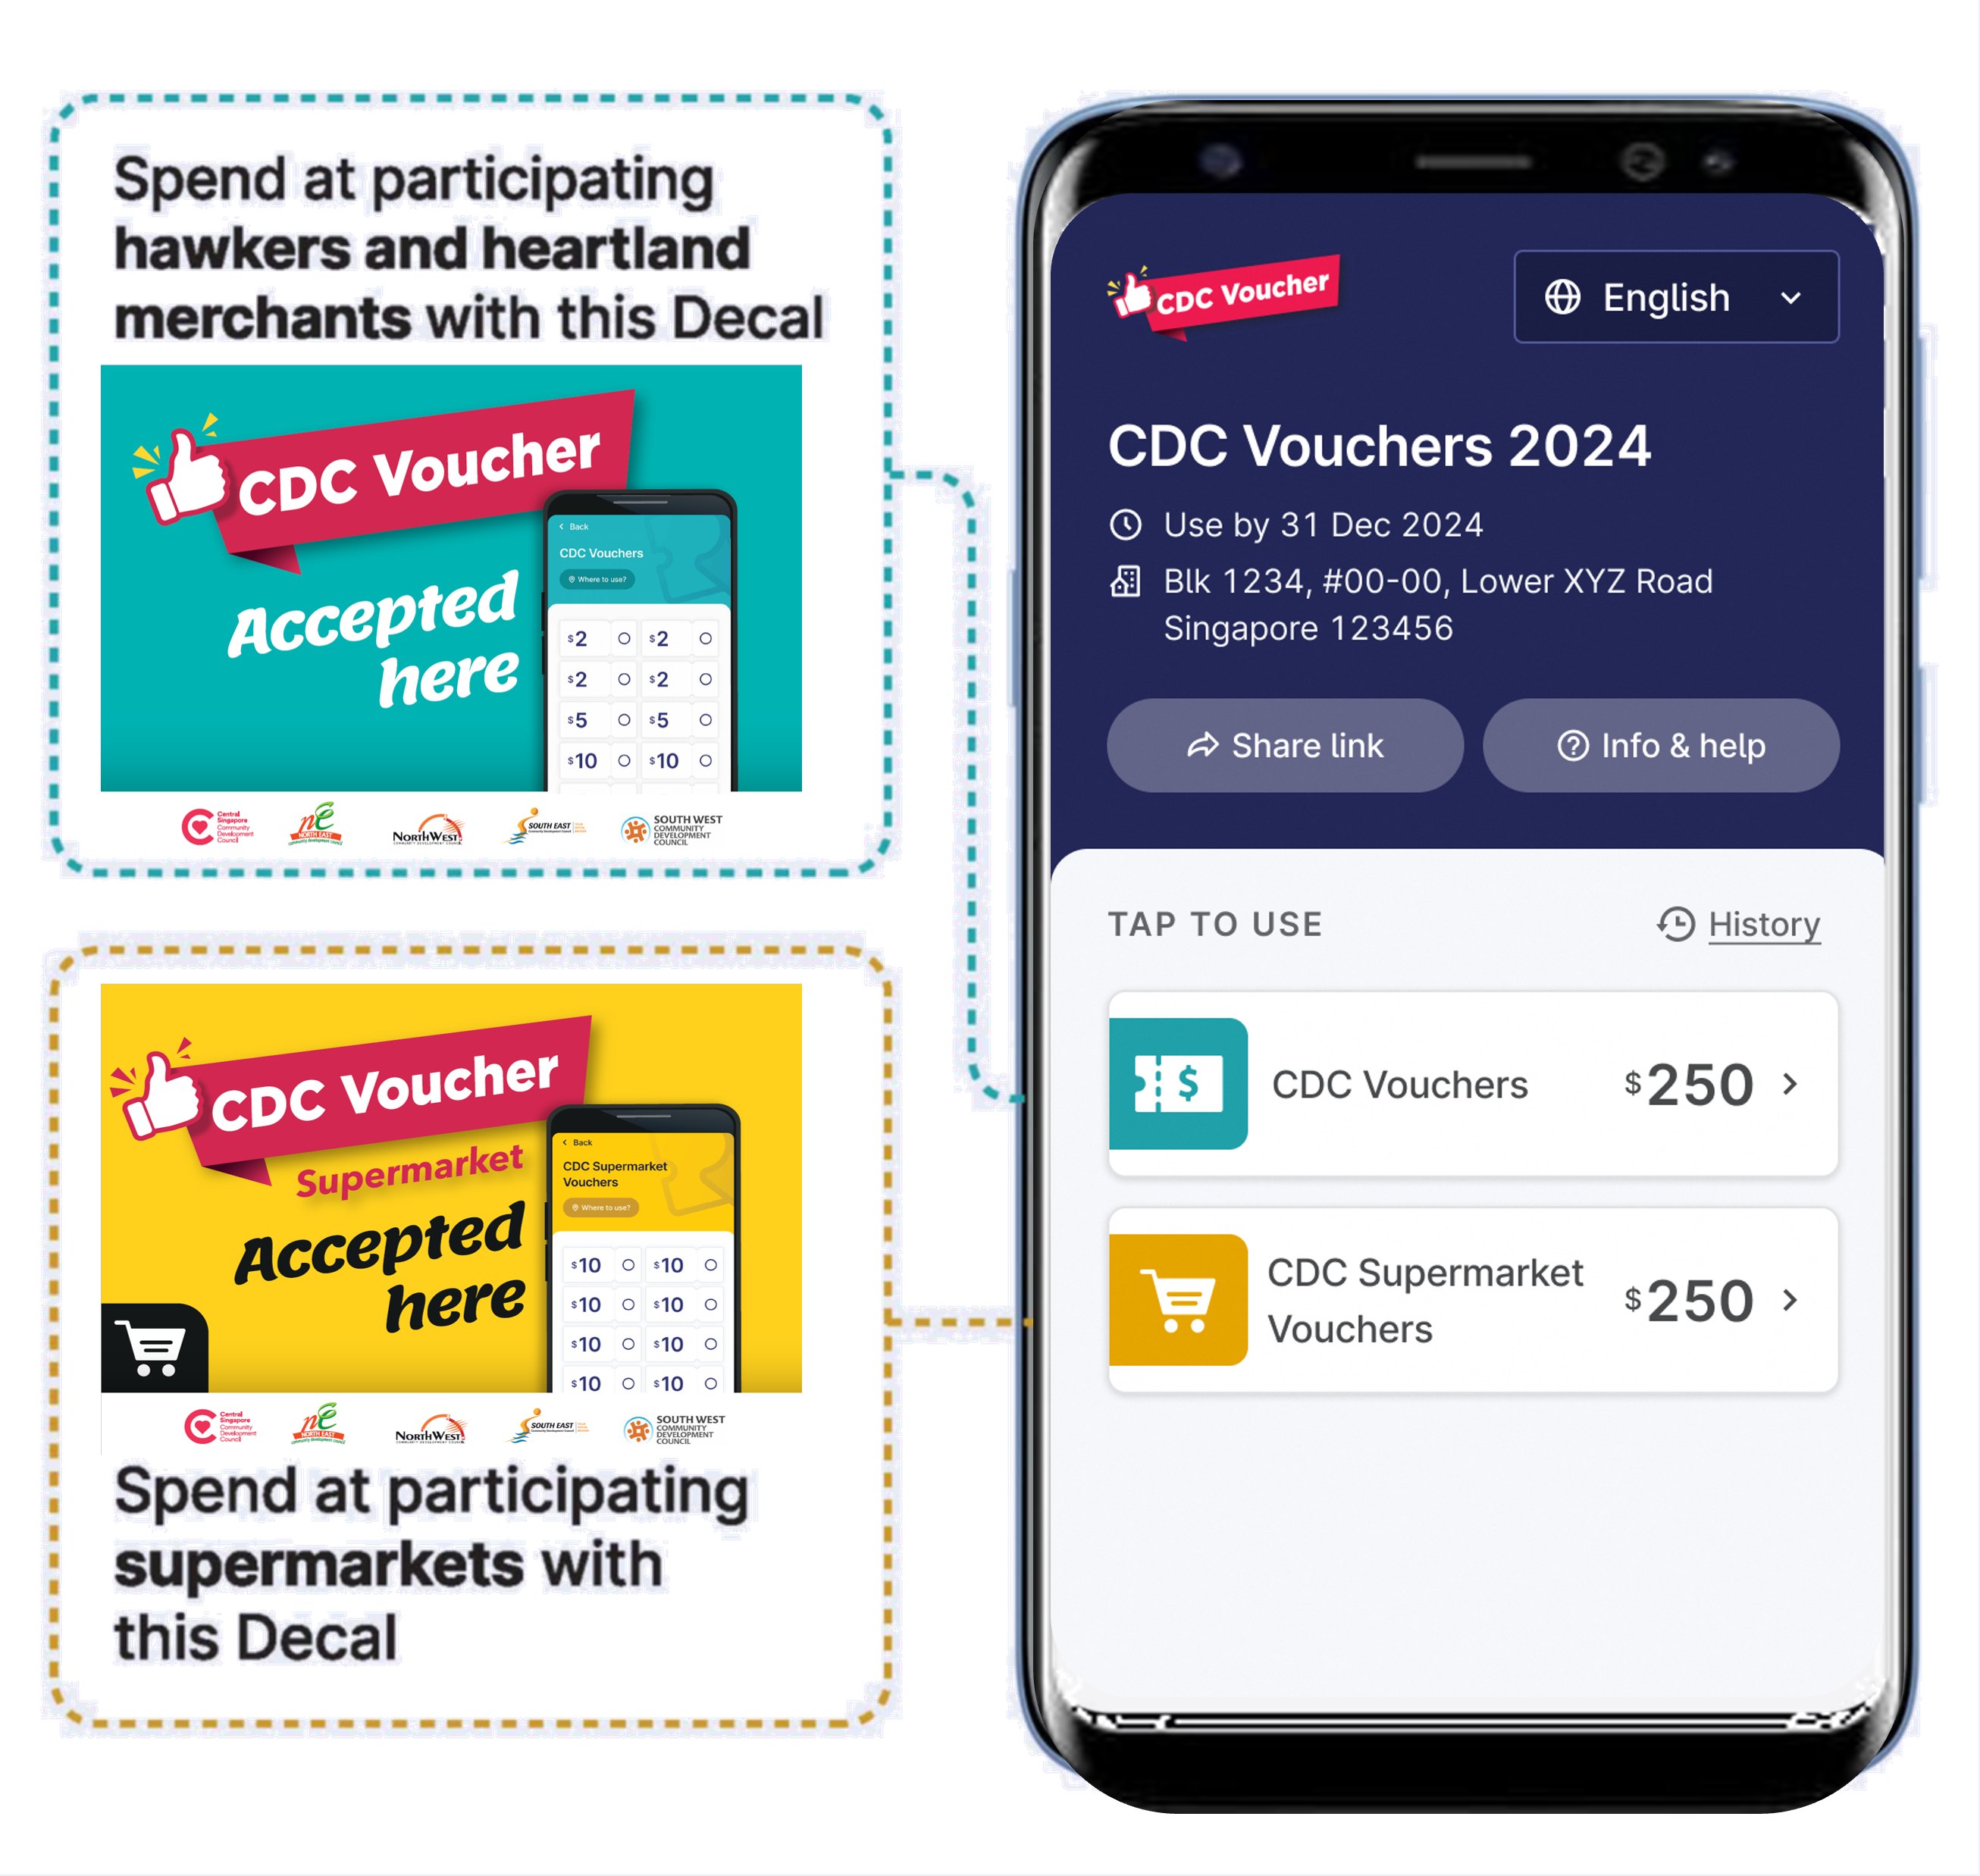 Spend at participating
hawkers and heartland
merchants with this Decal
CDC Voucher
Accepted
here
Back
CDC Vouchers
Where to use?
$2 $2
$2 $2
$5 $5
$10 $10
Central
Singapore
Community
Development
Council
NORTH EAST
NORTHWEST
SOUTH EAST
SOUTH WEST
COMMUNITY
DEVELOPMENT
COUNCIL
CDC Voucher
Supermarket
Accepted
here
Back
CDC Supermarket
Vouchers
Where to use?
$10 $10
$10 $10
$10 $10
$10 $10
Central
Singapore
Community
Development
Council
NORTH EAST
NORTHWEST
SOUTH EAST
SOUTH WEST
COMMUNITY
DEVELOPMENT
COUNCIL
Spend at participating
supermarkets with
this Decal
CDC Voucher
English
CDC Vouchers 2024
Use by 31 Dec 2024
Blk 1234, #00-00, Lower XYZ Road
Singapore 123456
Share link
Info & help
TAP TO USE
History
CDC Vouchers
$250
CDC Supermarket
Vouchers
$250